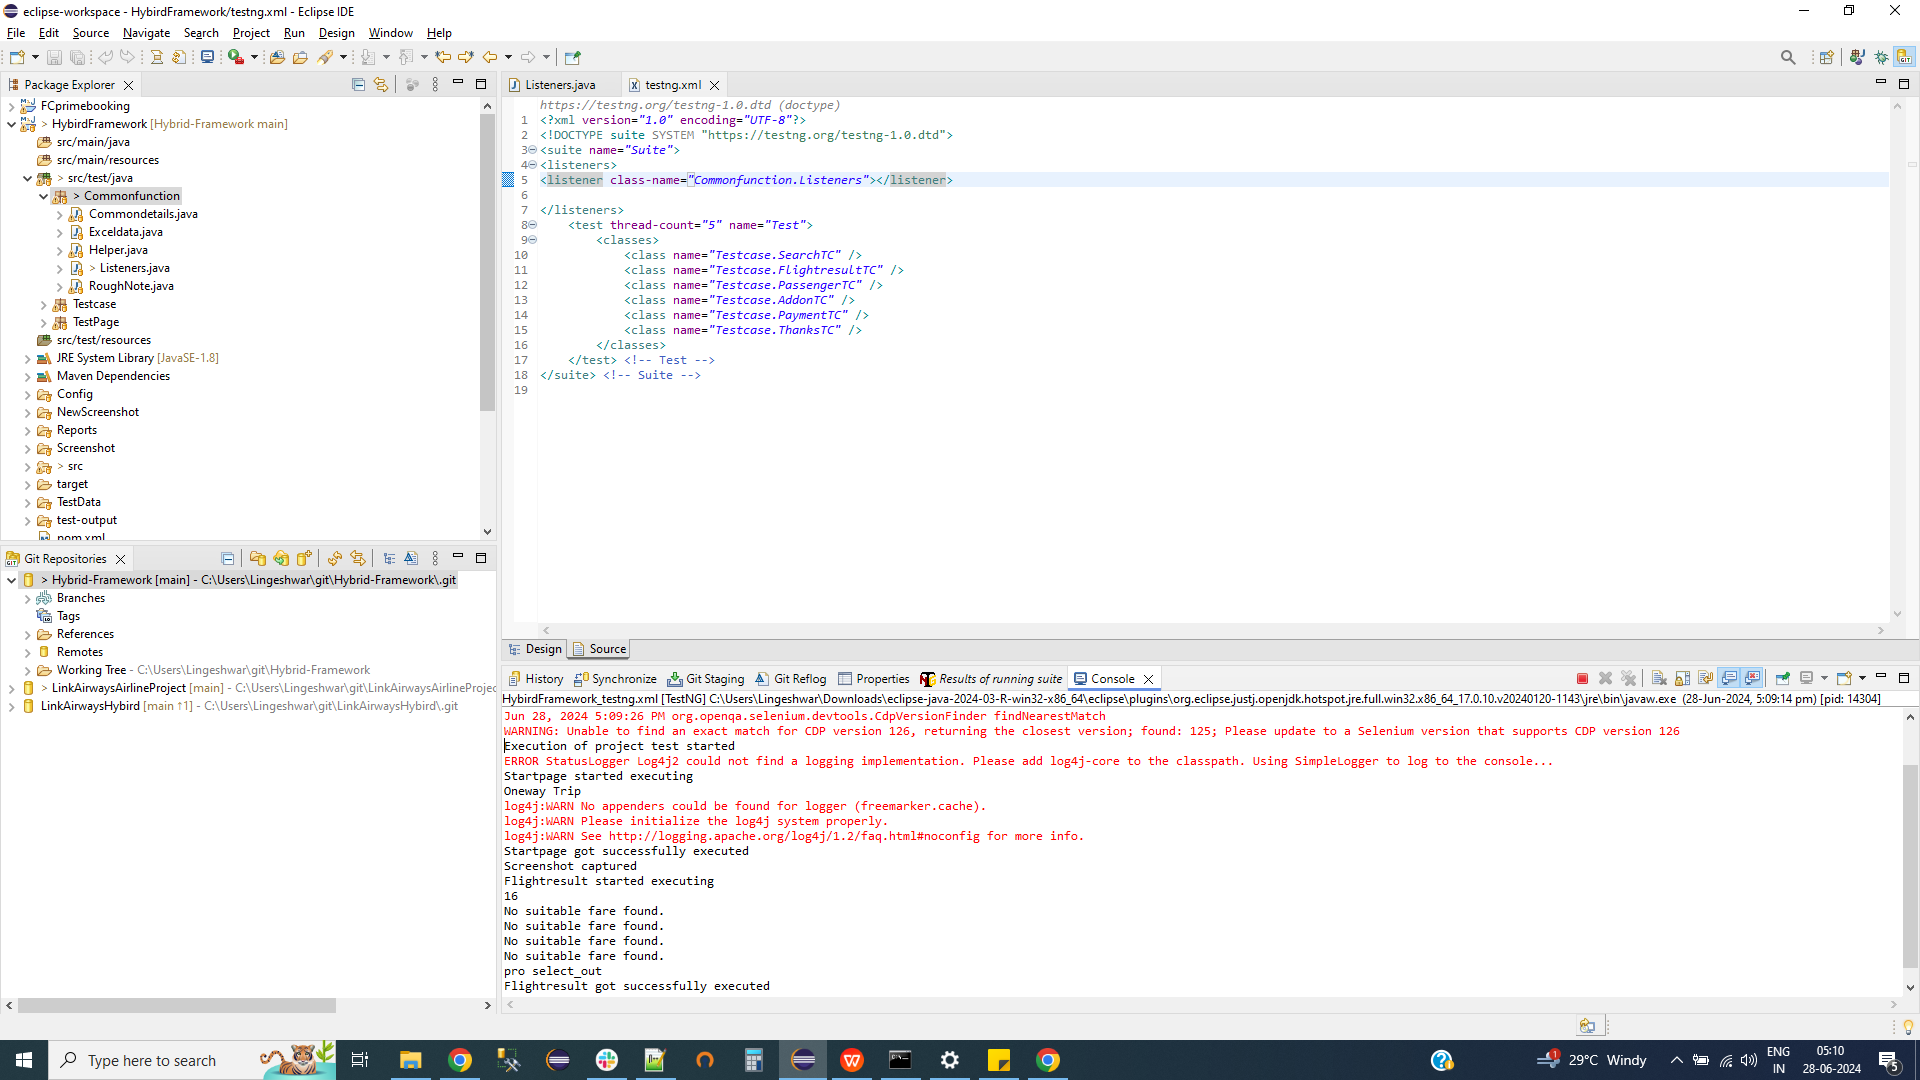 eclipse-workspace - HybirdFramework/testng.xml - Eclipse IDE
File Edit Source Navigate Search Project Run Design Window Help
Package Explorer
FCprimebooking
> HybirdFramework [Hybrid-Framework main]
src/main/java
src/main/resources
> src/test/java
> Commonfunction
Commondetails.java
Exceldata.java
Helper.java
> Listeners.java
RoughNote.java
Testcase
TestPage
src/test/resources
JRE System Library [JavaSE-1.8]
Maven Dependencies
Config
NewScreenshot
Reports
Screenshot
> src
target
TestData
test-output
pom.xml
Git Repositories
> Hybrid-Framework [main] - C:\Users\Lingeshwar\git\Hybrid-Framework\.git
Branches
Tags
References
Remotes
Working Tree - C:\Users\Lingeshwar\git\Hybrid-Framework
> LinkAirwaysAirlineProject [main] - C:\Users\Lingeshwar\git\LinkAirwaysAirlineProjec
LinkAirwaysHybrid [main ↑1] - C:\Users\Lingeshwar\git\LinkAirwaysHybrid\.git
Listeners.java testng.xml
https://testng.org/testng-1.0.dtd (doctype)
1 <?xml version="1.0" encoding="UTF-8"?>
2 <!DOCTYPE suite SYSTEM "https://testng.org/testng-1.0.dtd">
3 <suite name="Suite">
4 <listeners>
5 <listener class-name="Commonfunction.Listeners"></listener>
6
7 </listeners>
8 <test thread-count="5" name="Test">
9 <classes>
10 <class name="Testcase.SearchTC" />
11 <class name="Testcase.FlightresultTC" />
12 <class name="Testcase.PassengerTC" />
13 <class name="Testcase.AddonTC" />
14 <class name="Testcase.PaymentTC" />
15 <class name="Testcase.ThanksTC" />
16 </classes>
17 </test> <!-- Test -->
18 </suite> <!-- Suite -->
19
Design Source
History Synchronize Git Staging Git Reflog Properties Results of running suite Console
HybirdFramework_testng.xml [TestNG] C:\Users\Lingeshwar\Downloads\eclipse-java-2024-03-R-win32-x86_64\eclipse\plugins\org.eclipse.justj.openjdk.hotspot.jre.full.win32.x86_64_17.0.10.v20240120-1143\jre\bin\javaw.exe (28-Jun-2024, 5:09:14 pm) [pid: 14304]
Jun 28, 2024 5:09:26 PM org.openqa.selenium.devtools.CdpVersionFinder findNearestMatch
WARNING: Unable to find an exact match for CDP version 126, returning the closest version; found: 125; Please update to a Selenium version that supports CDP version 126
Execution of project test started
ERROR StatusLogger Log4j2 could not find a logging implementation. Please add log4j-core to the classpath. Using SimpleLogger to log to the console...
Startpage started executing
Oneway Trip
log4j:WARN No appenders could be found for logger (freemarker.cache).
log4j:WARN Please initialize the log4j system properly.
log4j:WARN See http://logging.apache.org/log4j/1.2/faq.html#noconfig for more info.
Startpage got successfully executed
Screenshot captured
Flightresult started executing
16
No suitable fare found.
No suitable fare found.
No suitable fare found.
No suitable fare found.
pro select_out
Flightresult got successfully executed
Type here to search
29°C Windy
ENG
IN
05:10
28-06-2024
5